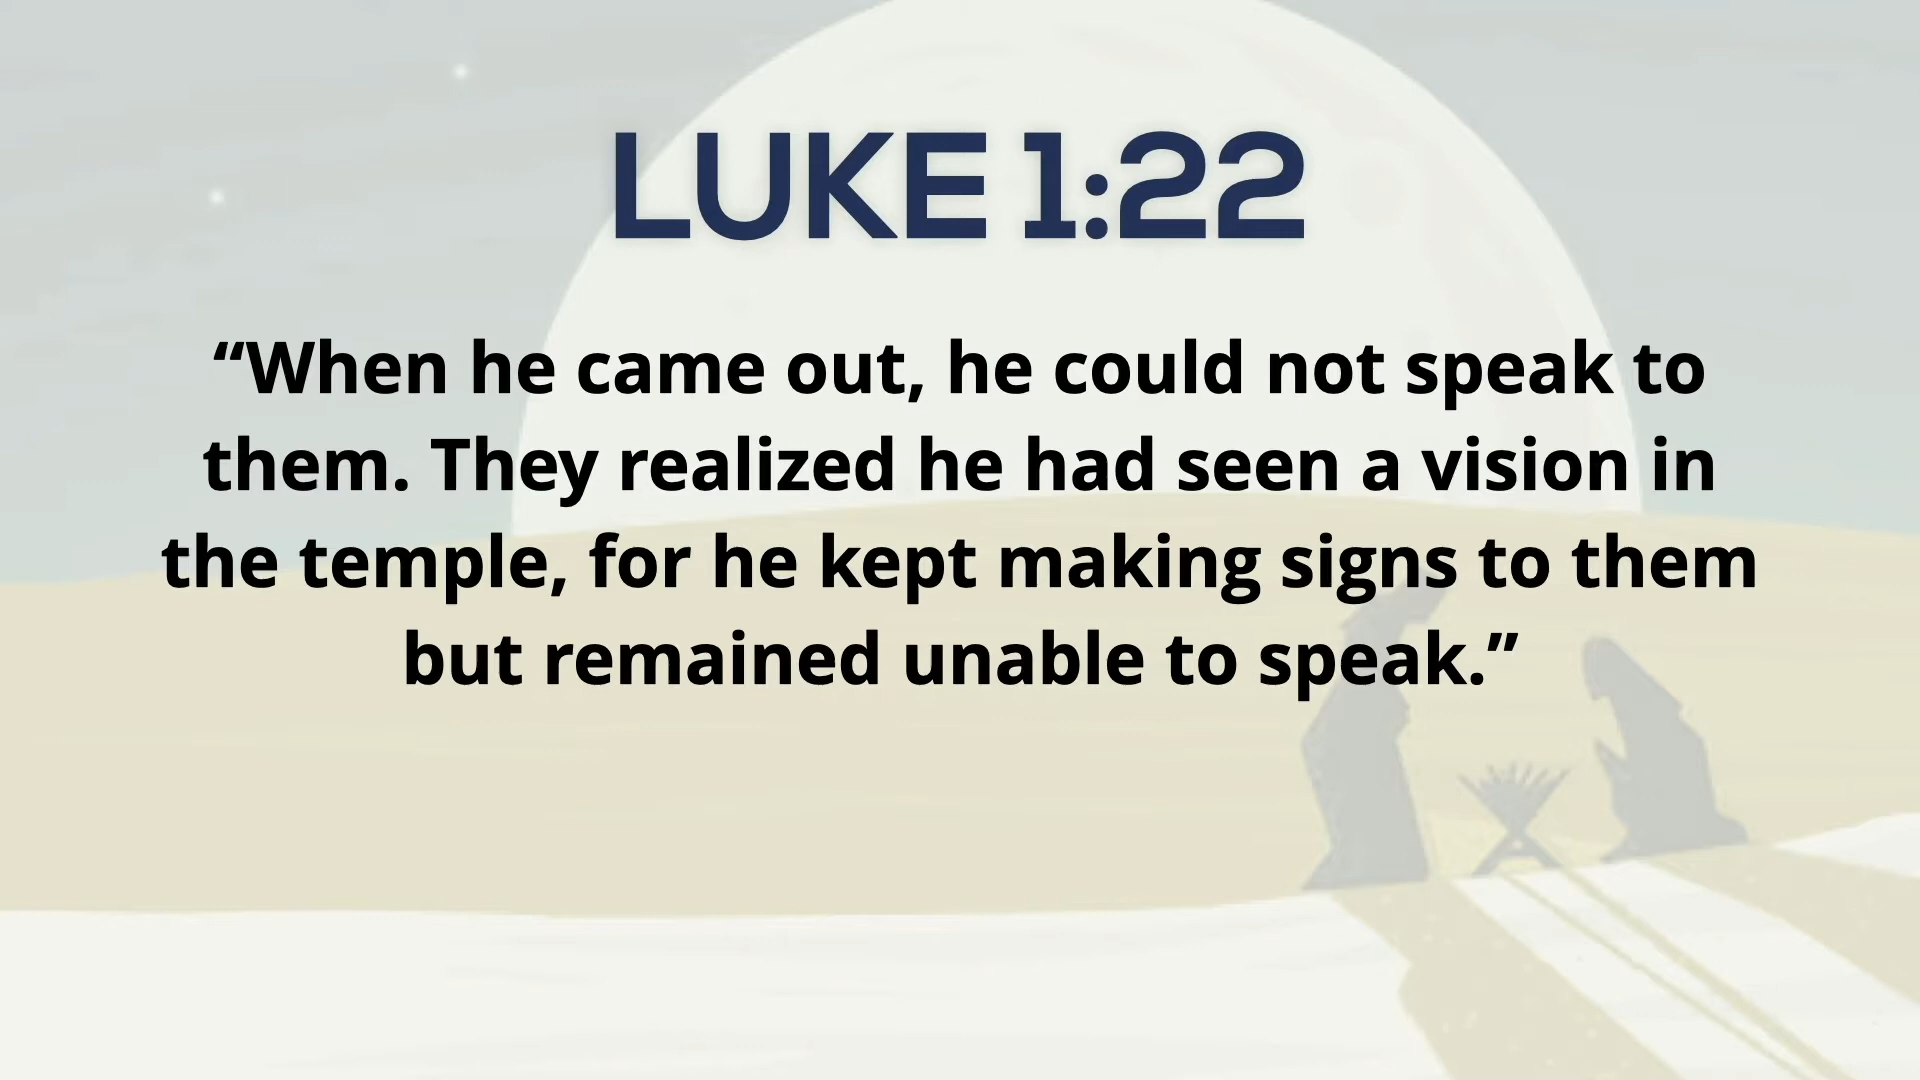 LUKE 1:22
“When he came out, he could not speak to
them. They realized he had seen a vision in
the temple, for he kept making signs to them
but remained unable to speak.”